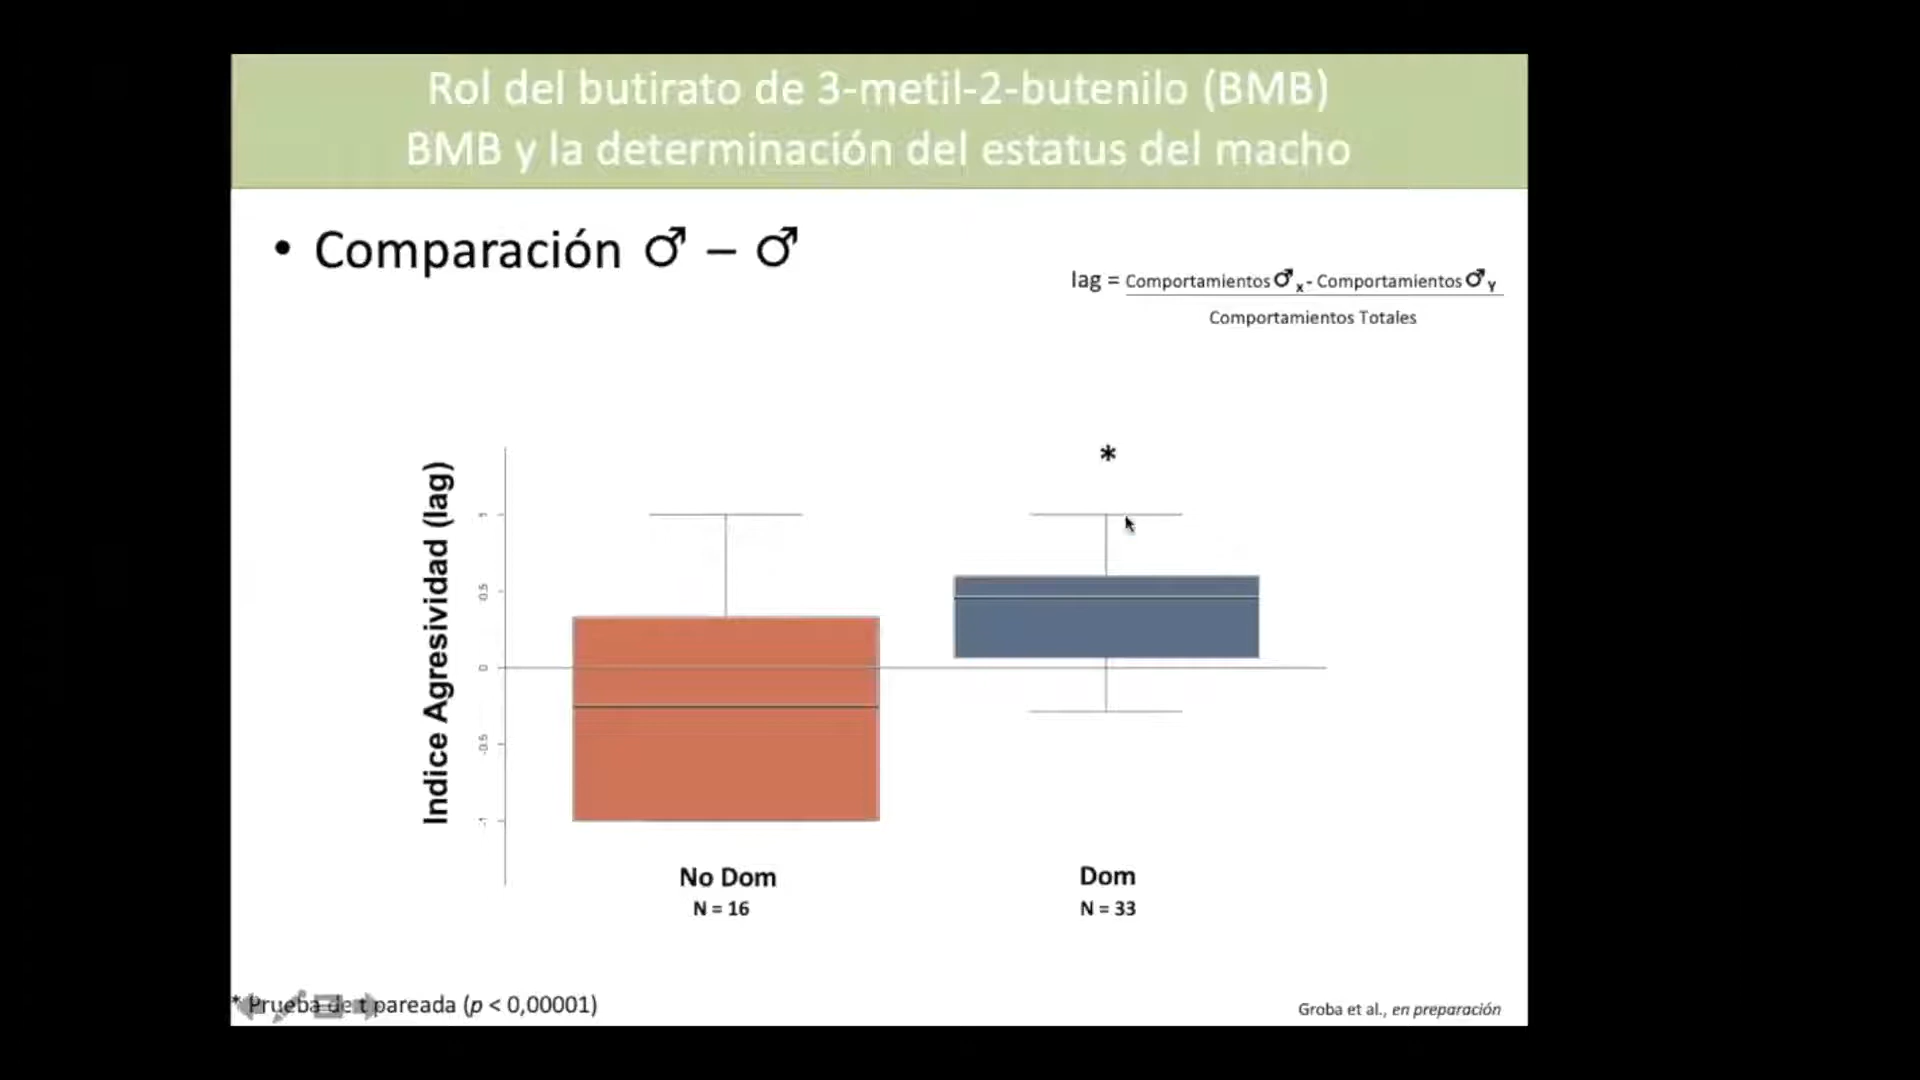 Rol del butirato de 3-metil-2-butenilo (BMB)
BMB y la determinación del estatus del macho
• Comparación ♂ – ♂
Iag = Comportamientos ♂ x - Comportamientos ♂ y
Comportamientos Totales
*
Indice Agresividad (Iag)
1
0.5
0
-0.5
-1
No Dom
N = 16
Dom
N = 33
* Prueba de t pareada (p < 0,00001)
Groba et al., en preparación